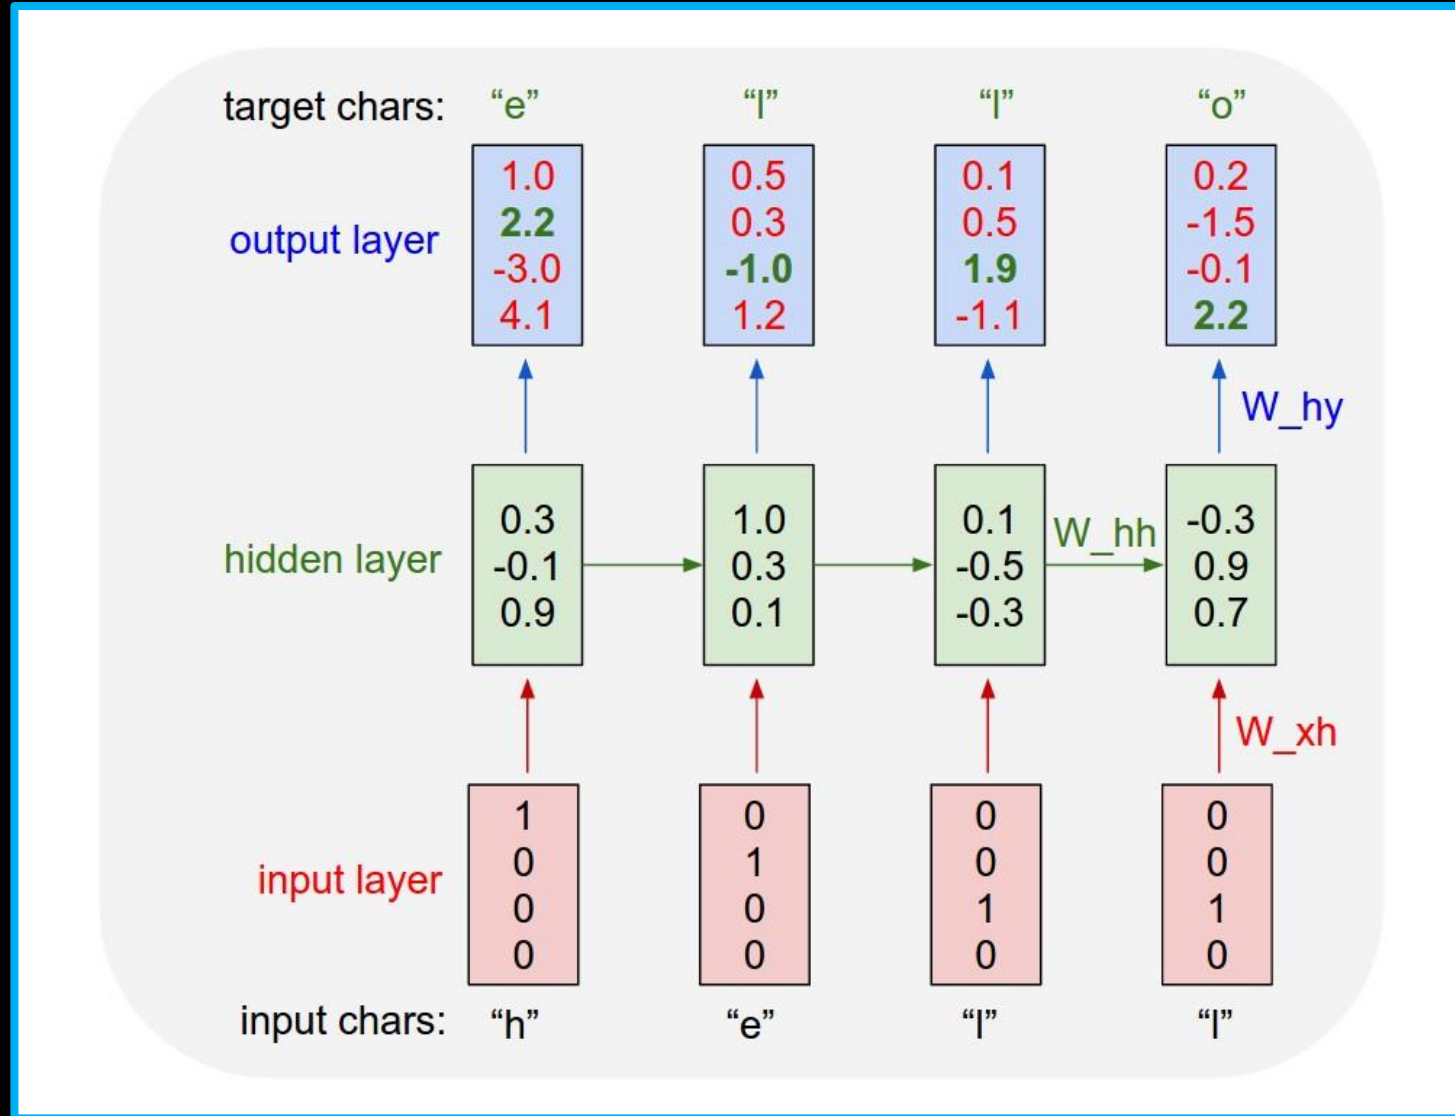 target chars: “e” “l” “l” “o”
1.0 0.5 0.1 0.2
2.2 0.3 0.5 -1.5
output layer
-3.0 -1.0 1.9 -0.1
4.1 1.2 -1.1 2.2
W_hy
0.3 1.0 0.1 W_hh -0.3
hidden layer -0.1 0.3 -0.5 0.9
0.9 0.1 -0.3 0.7
W_xh
1 0 0 0
0 1 0 0
input layer
0 0 1 1
0 0 0 0
input chars: “h” “e” “l” “l”